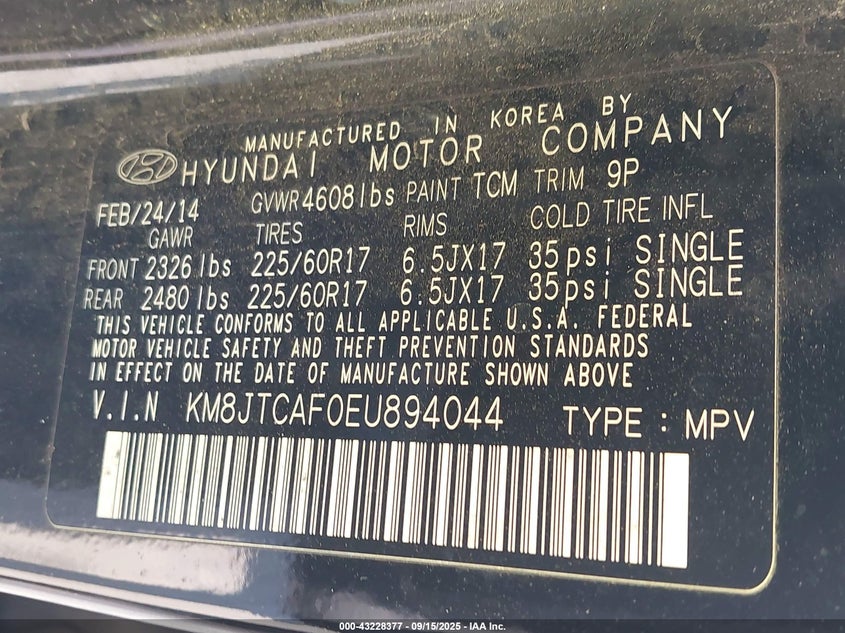 MANUFACTURED IN KOREA BY
HYUNDAI MOTOR COMPANY
FEB/24/14 GVWR 4608 lbs PAINT TCM TRIM 9P
GAWR TIRES RIMS COLD TIRE INFL
FRONT 2326 lbs 225/60R17 6.5JX17 35psi SINGLE
REAR 2480 lbs 225/60R17 6.5JX17 35psi SINGLE
THIS VEHICLE CONFORMS TO ALL APPLICABLE U.S.A. FEDERAL
MOTOR VEHICLE SAFETY AND THEFT PREVENTION STANDARDS
IN EFFECT ON THE DATE OF MANUFACTURE SHOWN ABOVE
V.I.N KM8JTCAF0EU894044 TYPE : MPV
000-43228377 - 09/15/2025 - IAA Inc.